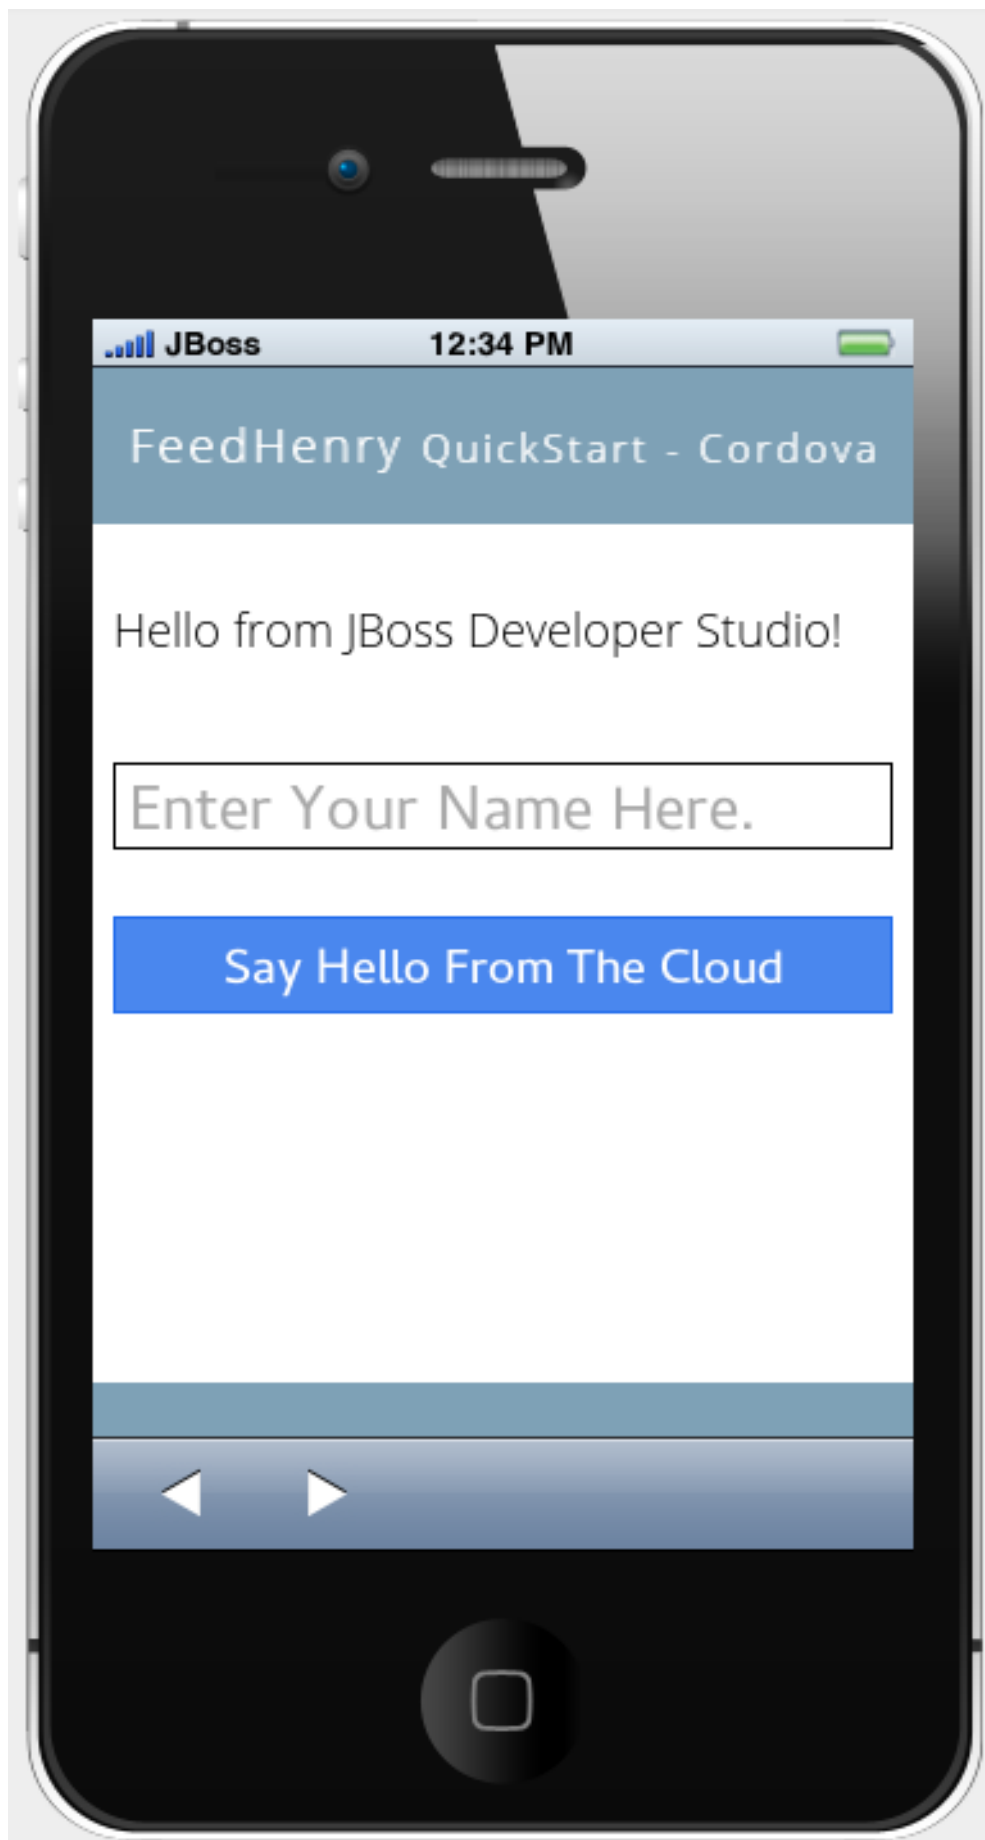 JBoss 12:34 PM
FeedHenry QuickStart - Cordova
Hello from JBoss Developer Studio!
Enter Your Name Here.
Say Hello From The Cloud